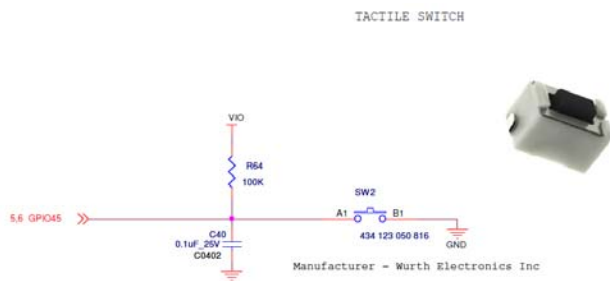 TACTILE SWITCH
VIO
R64
100K
SW2
5,6 GPIO45
A1
B1
C40
0.1uF_25V
C0402
434 123 050 816
GND
Manufacturer - Wurth Electronics Inc